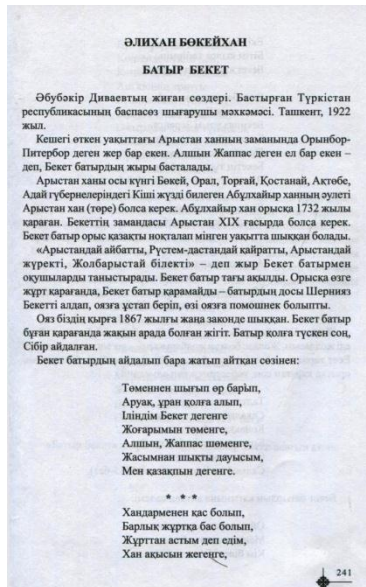 ӘЛИХАН БӨКЕЙХАН
БАТЫР БЕКЕТ
Әбубәкір Диваевтың жиған сөздері. Бастырған Түркістан
республикасының баспасөз шығарушы мәхкәмәсі. Ташкент, 1922
жыл.
Кешегі өткен уақыттағы Арыстан ханның заманында Орынбор-
Питербор деген жер бар екен. Алшын Жаппас деген ел бар екен –
деп, Бекет батырдың жыры басталады.
Арыстан ханы осы күнгі Бөкей, Орал, Торғай, Қостанай, Ақтөбе,
Адай губернелеріндегі Кіші жүзді билеген Абұлхайыр ханның әулеті
Арыстан хан (төре) болса керек. Абұлхайыр хан орысқа 1732 жылы
қараған. Бекеттің замандасы Арыстан XIX ғасырда болса керек.
Бекет батыр орыс қазақты ноқталап мінген уақытта шыққан болады.
«Арыстандай айбатты, Рүстем-дастандай қайратты, Арыстандай
жүректі, Жолбарыстай білекті» – деп жыр Бекет батырмен
оқушыларды таныстырады. Бекет батыр тағы ақылды. Орысқа өзге
жұрт қарағанда, Бекет батыр қарамайды – батырдың досы Шернияз
Бекетті алдап, оязға ұстап беріп, өзі оязға помошнек болыпты.
Ояз біздің қырға 1867 жылғы жаңа законде шыққан. Бекет батыр
бұған қарағанда жақын арада болған жігіт. Батыр қолға түскен соң,
Сібір айдалған.
Бекет батырдың айдалып бара жатып айтқан сөзінен:
Төменнен шығып өр барып,
Аруақ, ұран қолға алып,
Іліндім Бекет дегенге
Жоғарымын төменге,
Алшын, Жаппас шөменге,
Жасымнан шықты дауысым,
Мен қазақпын дегенге.
* * *
Хандарменен қас болып,
Барлық жұртқа бас болып,
Жұрттан астым деп едім,
Хан ақысын жегенге,
241